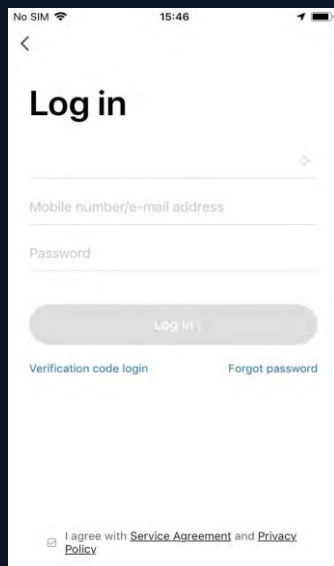 No SIM 15:46
Log in
Mobile number/e-mail address
Password
Log in
Verification code login Forgot password
I agree with Service Agreement and Privacy
Policy